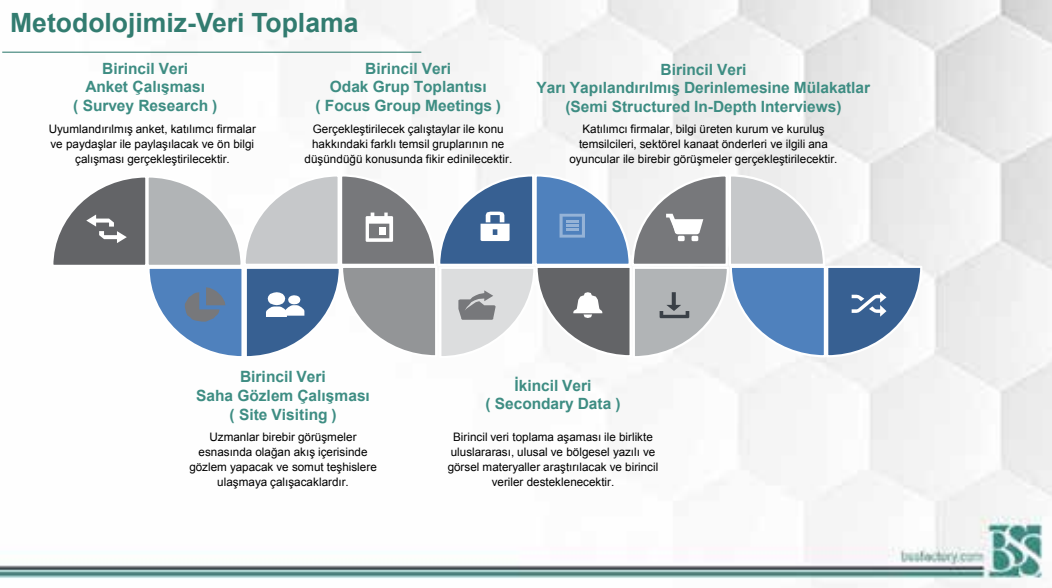 Metodolojimiz-Veri Toplama
Birincil Veri
Anket Çalışması
( Survey Research )
Uyumlandırılmış anket, katılımcı firmalar
ve paydaşlar ile paylaşılacak ve ön bilgi
çalışması gerçekleştirilecektir.
Birincil Veri
Odak Grup Toplantısı
( Focus Group Meetings )
Gerçekleştirilecek çalıştaylar ile konu
hakkındaki farklı temsil gruplarının ne
düşündüğü konusunda fikir edinilecektir.
Birincil Veri
Yarı Yapılandırılmış Derinlemesine Mülakatlar
(Semi Structured In-Depth Interviews)
Katılımcı firmalar, bilgi üreten kurum ve kuruluş
temsilcileri, sektörel kanaat önderleri ve ilgili ana
oyuncular ile birebir görüşmeler gerçekleştirilecektir.
Birincil Veri
Saha Gözlem Çalışması
( Site Visiting )
Uzmanlar birebir görüşmeler
esnasında olağan akış içerisinde
gözlem yapacak ve somut teşhislere
ulaşmaya çalışacaklardır.
İkincil Veri
( Secondary Data )
Birincil veri toplama aşaması ile birlikte
uluslararası, ulusal ve bölgesel yazılı ve
görsel materyaller araştırılacak ve birincil
veriler desteklenecektir.
bssfactory.com
BSS